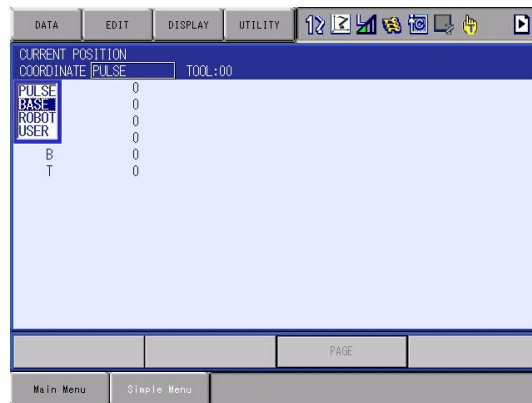 DATA EDIT DISPLAY UTILITY
CURRENT POSITION
COORDINATE PULSE TOOL:00
PULSE 0
BASE 0
ROBOT 0
USER 0
B 0
T 0
PAGE
Main Menu Simple Menu